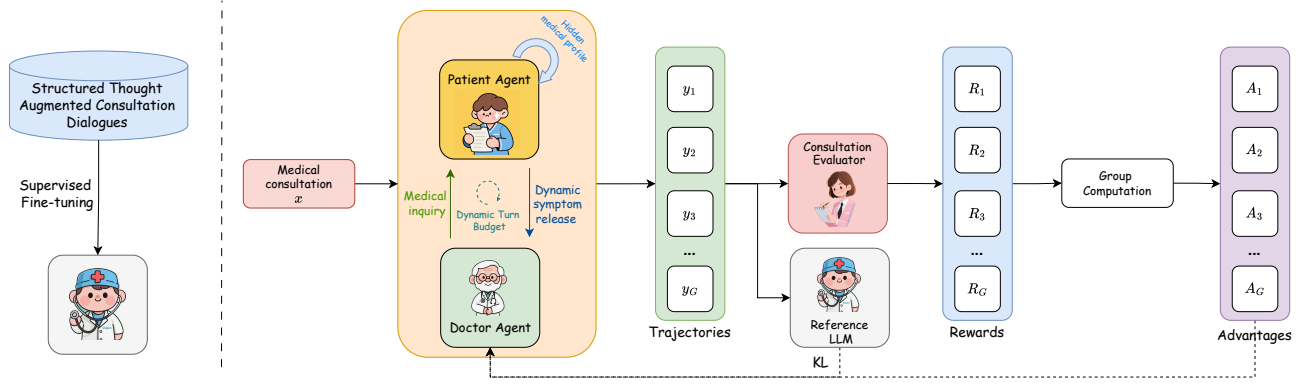 Structured Thought
Augmented Consultation
Dialogues
Supervised
Fine-tuning
Medical
consultation
x
Hidden
medical profile
Patient Agent
Medical
inquiry
Dynamic Turn
Budget
Dynamic
symptom
release
Doctor Agent
y1
y2
y3
...
yG
Trajectories
Consultation
Evaluator
Reference
LLM
KL
R1
R2
R3
...
RG
Rewards
Group
Computation
A1
A2
A3
...
AG
Advantages